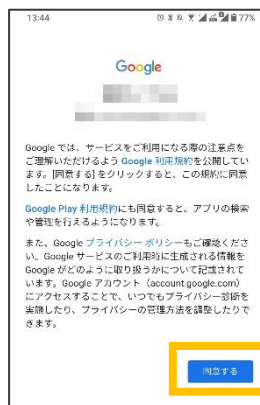 13:44
77%
Google
Google では、サービスをご利用になる際の注意点を
ご理解いただけるよう Google 利用規約を公開してい
ます。[同意する] をクリックすると、この規約に同意
したことになります。
Google Play 利用規約にも同意すると、アプリの検索
や管理を行えるようになります。
また、Google プライバシー ポリシーもご確認くださ
い。Google サービスのご利用時に生成される情報を
Google がどのように取り扱うかについて記載されて
います。Google アカウント（account.google.com）
にアクセスすることで、いつでもプライバシー診断を
実施したり、プライバシーの管理方法を調整したりで
きます。
同意する